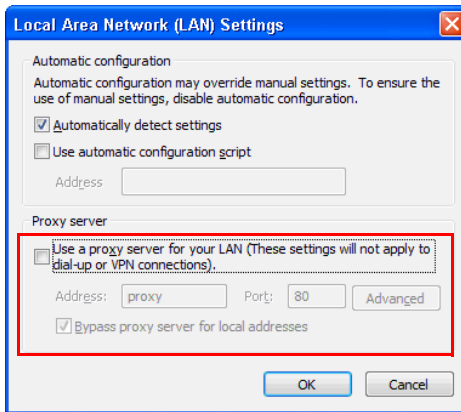 Local Area Network (LAN) Settings
Automatic configuration
Automatic configuration may override manual settings. To ensure the
use of manual settings, disable automatic configuration.
Automatically detect settings
Use automatic configuration script
Address
Proxy server
Use a proxy server for your LAN (These settings will not apply to
dial-up or VPN connections).
Address: proxy Port: 80 Advanced
Bypass proxy server for local addresses
OK Cancel